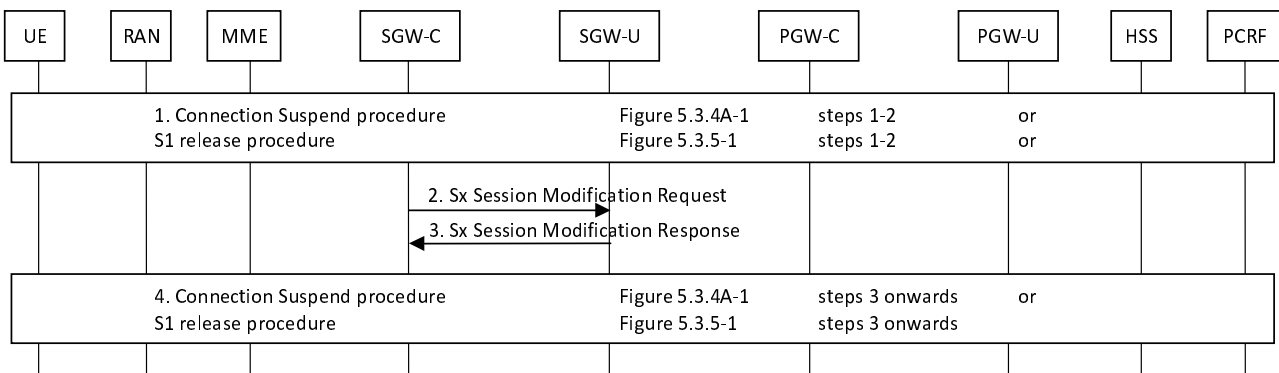 UE RAN MME SGW-C SGW-U PGW-C PGW-U HSS PCRF
1. Connection Suspend procedure Figure 5.3.4A-1 steps 1-2 or
S1 release procedure Figure 5.3.5-1 steps 1-2 or
2. Sx Session Modification Request
3. Sx Session Modification Response
4. Connection Suspend procedure Figure 5.3.4A-1 steps 3 onwards or
S1 release procedure Figure 5.3.5-1 steps 3 onwards